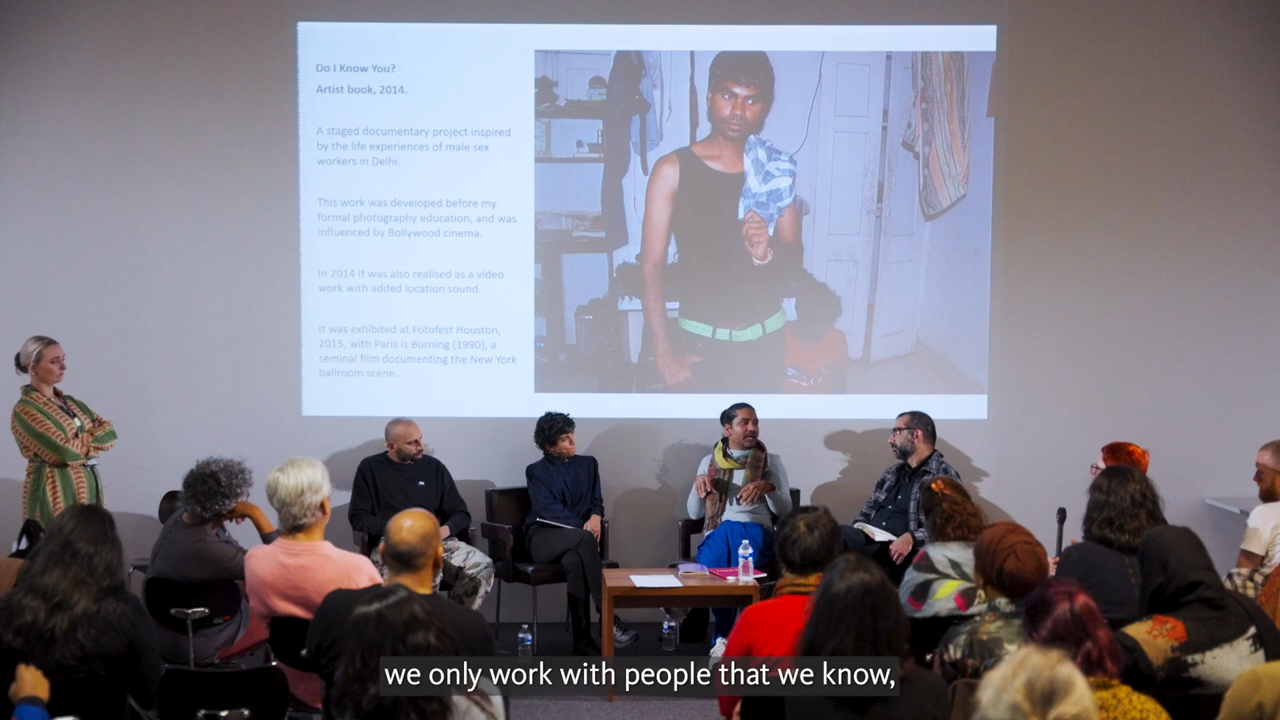 Do I Know You?
Artist book, 2014.
A staged documentary project inspired
by the life experiences of male sex
workers in Delhi.
This work was developed before my
formal photography education, and was
influenced by Bollywood cinema.
In 2014 it was also realised as a video
work with added location sound.
It was exhibited at Fotofest Houston,
2015, with Paris is Burning (1990), a
seminal film documenting the New York
ballroom scene.
we only work with people that we know,